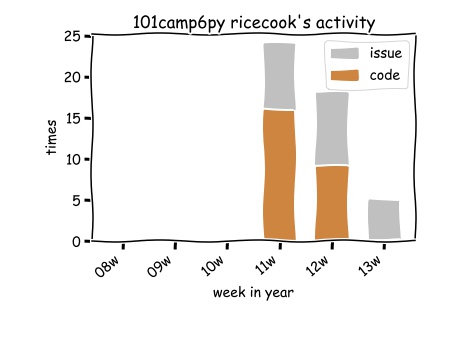 101camp6py ricecook's activity
issue
code
25
20
15
10
5
0
times
08w 09w 10w 11w 12w 13w
week in year